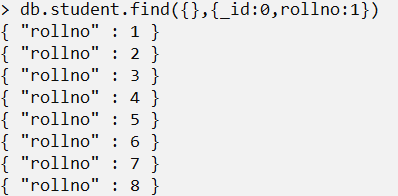 > db.student.find({},{_id:0,rollno:1})
{ "rollno" : 1 }
{ "rollno" : 2 }
{ "rollno" : 3 }
{ "rollno" : 4 }
{ "rollno" : 5 }
{ "rollno" : 6 }
{ "rollno" : 7 }
{ "rollno" : 8 }